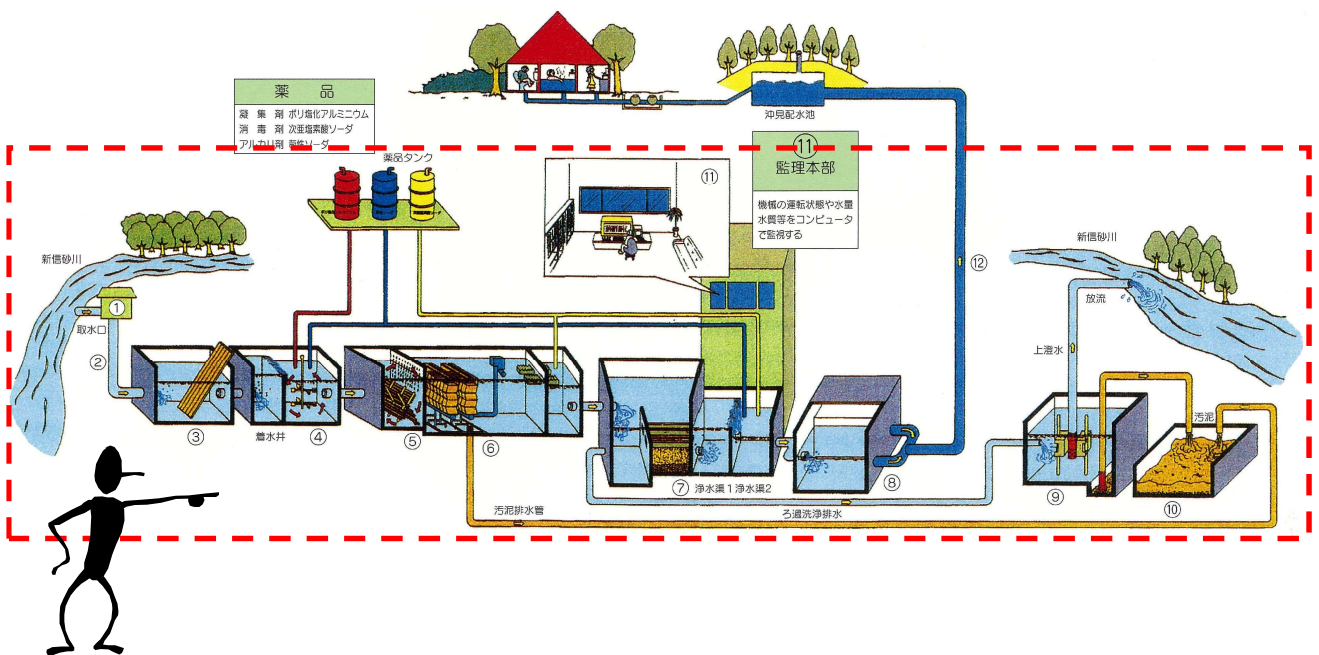 薬 品
凝 集 剤 ポリ塩化アルミニウム
消 毒 剤 次亜塩素酸ソーダ
アルカリ剤 苛性ソーダ
薬品タンク
沖見配水池
⑪
監理本部
機械の運転状態や水量
水質等をコンピュータ
で監視する
⑪
新信砂川
①
取水口
②
③
着水井
④
⑤
⑥
⑦
浄水渠1
浄水渠2
⑧
⑫
新信砂川
放流
上澄水
汚泥
⑨
⑩
汚泥排水管
ろ過洗浄排水